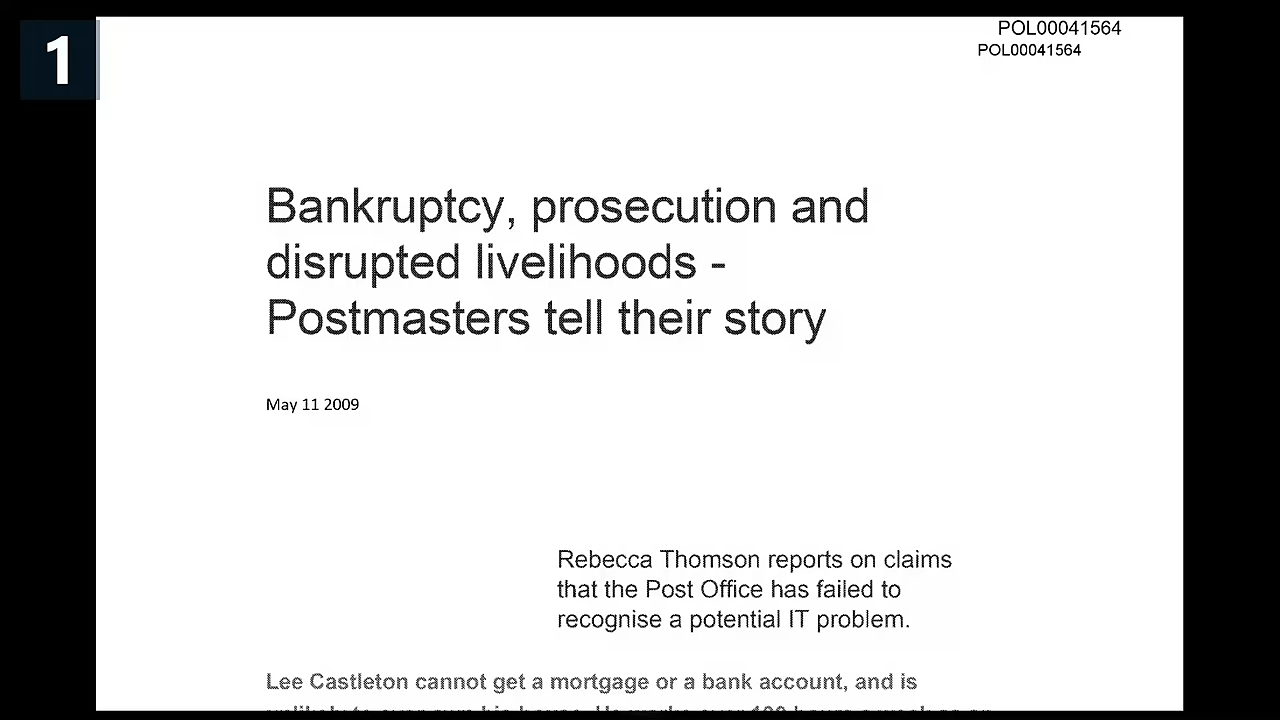 1
POL00041564
POL00041564
Bankruptcy, prosecution and
disrupted livelihoods -
Postmasters tell their story
May 11 2009
Rebecca Thomson reports on claims
that the Post Office has failed to
recognise a potential IT problem.
Lee Castleton cannot get a mortgage or a bank account, and is